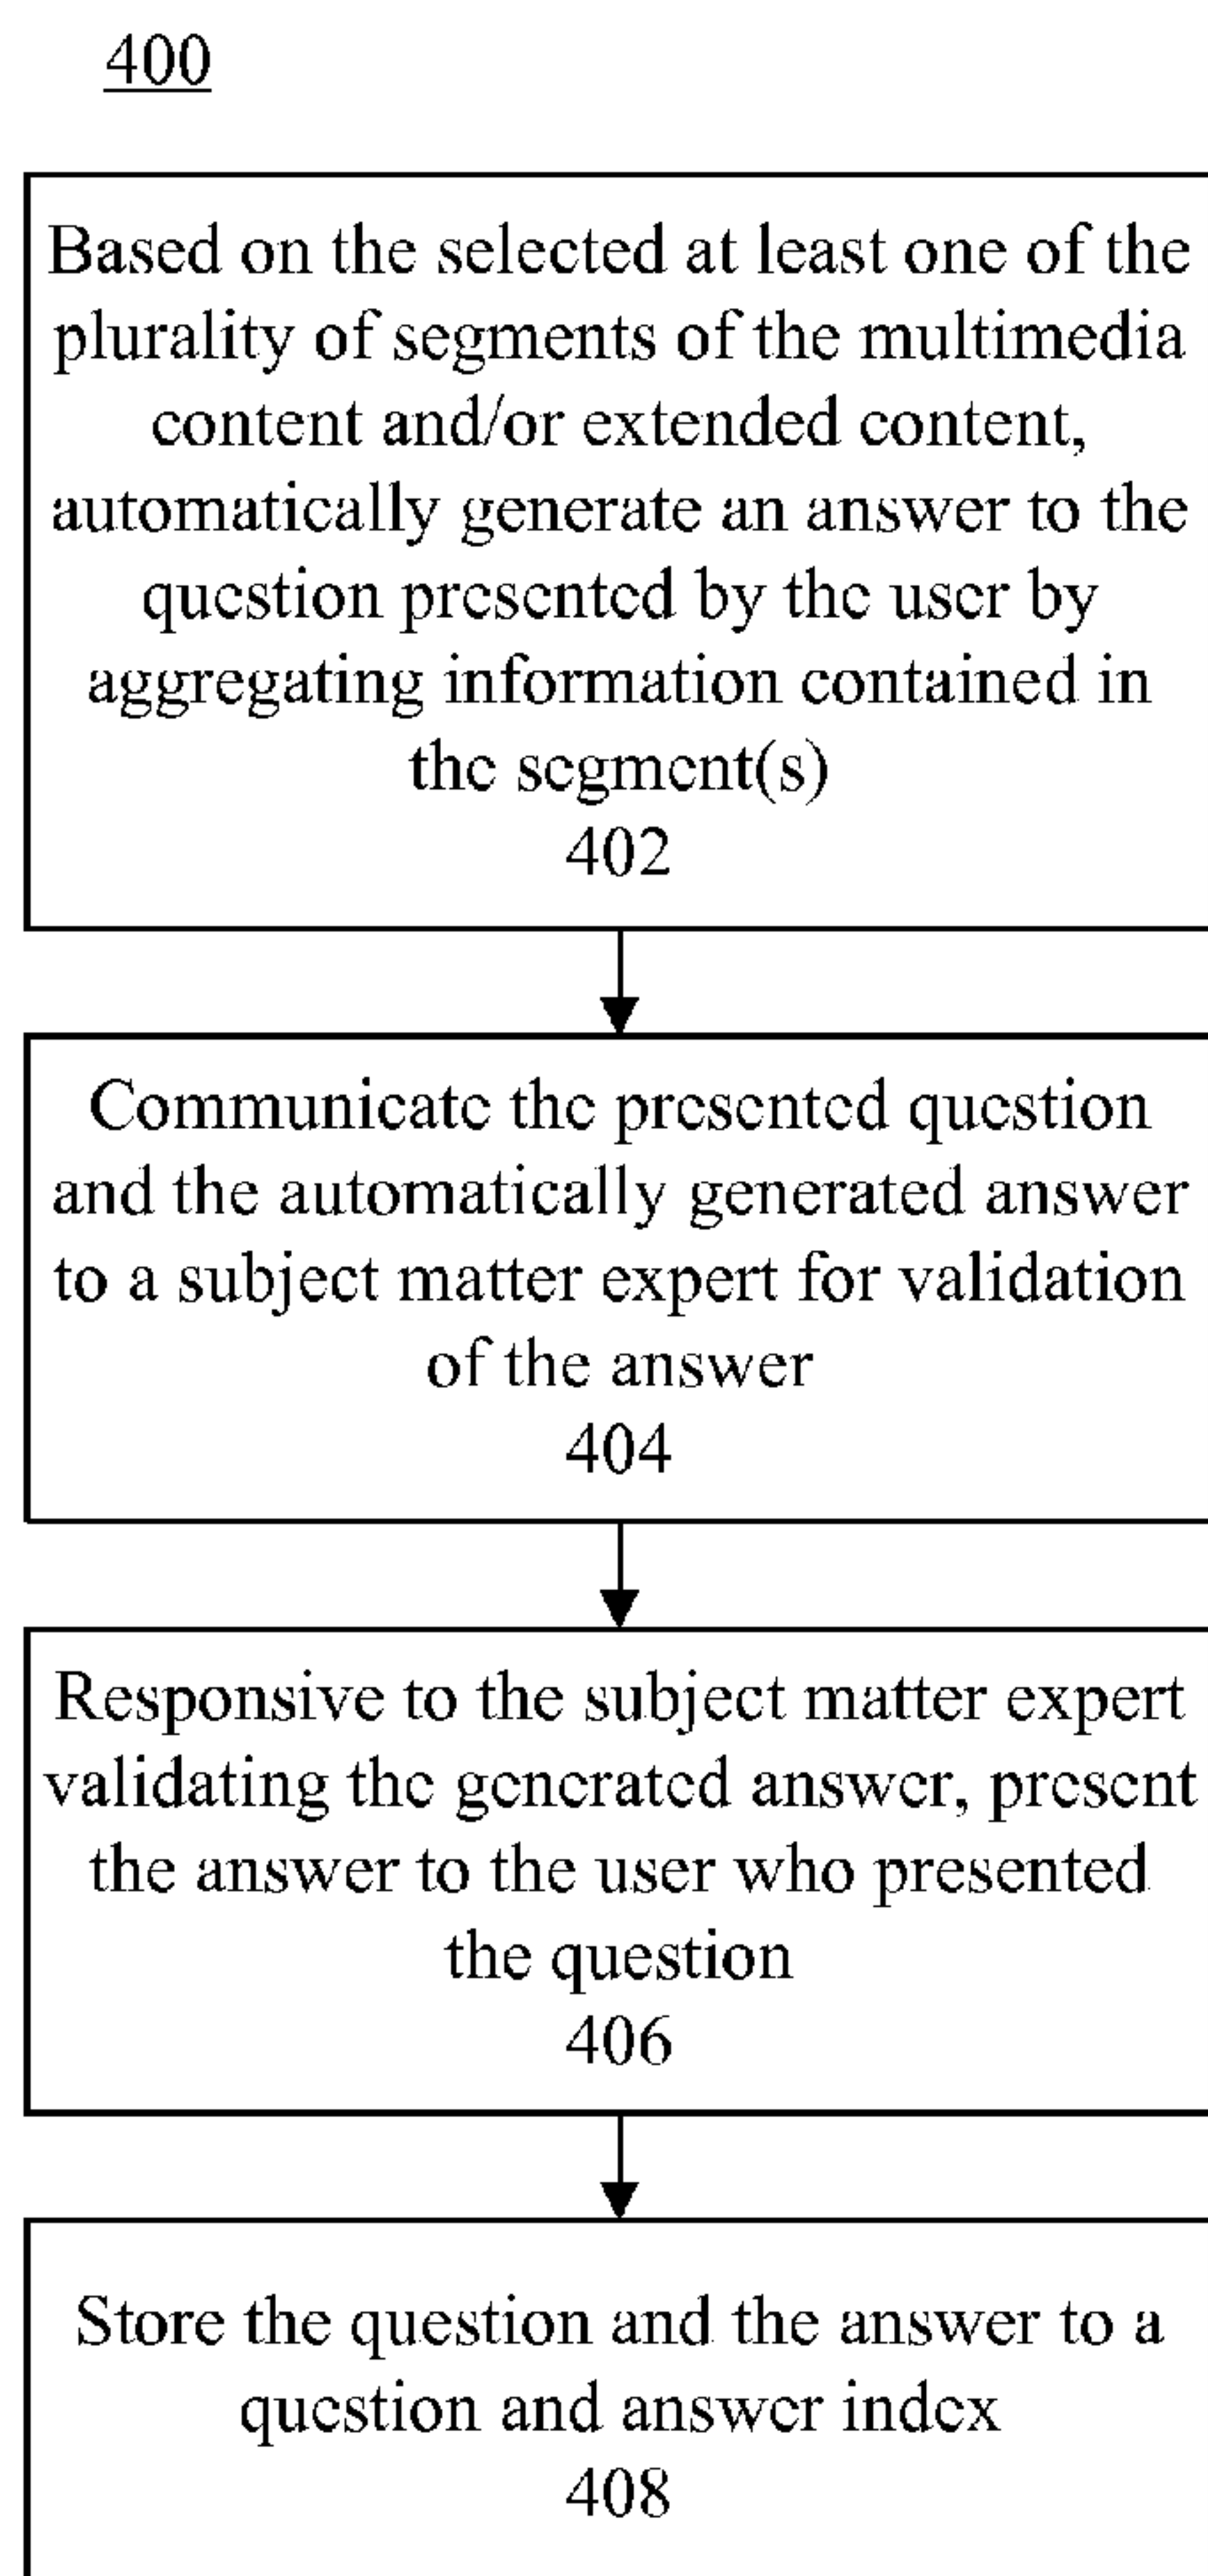 400
Based on the selected at least one of the
plurality of segments of the multimedia
content and/or extended content,
automatically generate an answer to the
question presented by the user by
aggregating information contained in
the segment(s)
402
Communicate the presented question
and the automatically generated answer
to a subject matter expert for validation
of the answer
404
Responsive to the subject matter expert
validating the generated answer, present
the answer to the user who presented
the question
406
Store the question and the answer to a
question and answer index
408